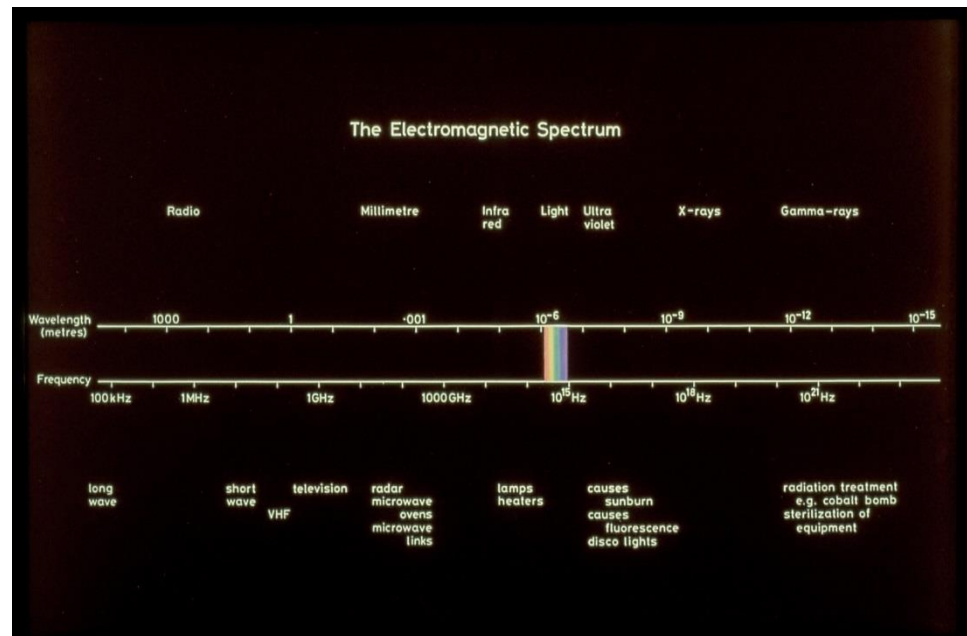 The Electromagnetic Spectrum
Radio Millimetre Infra red Light Ultra violet X-rays Gamma-rays
Wavelength (metres) 1000 1 ·001 10⁻⁶ 10⁻⁹ 10⁻¹² 10⁻¹⁵
Frequency
100kHz 1MHz 1GHz 1000GHz 10¹⁵Hz 10¹⁸Hz 10²¹Hz
long wave
short wave
VHF
television
radar
microwave
ovens
microwave
links
lamps
heaters
causes
sunburn
causes
fluorescence
disco lights
radiation treatment
e.g. cobalt bomb
sterilization of
equipment